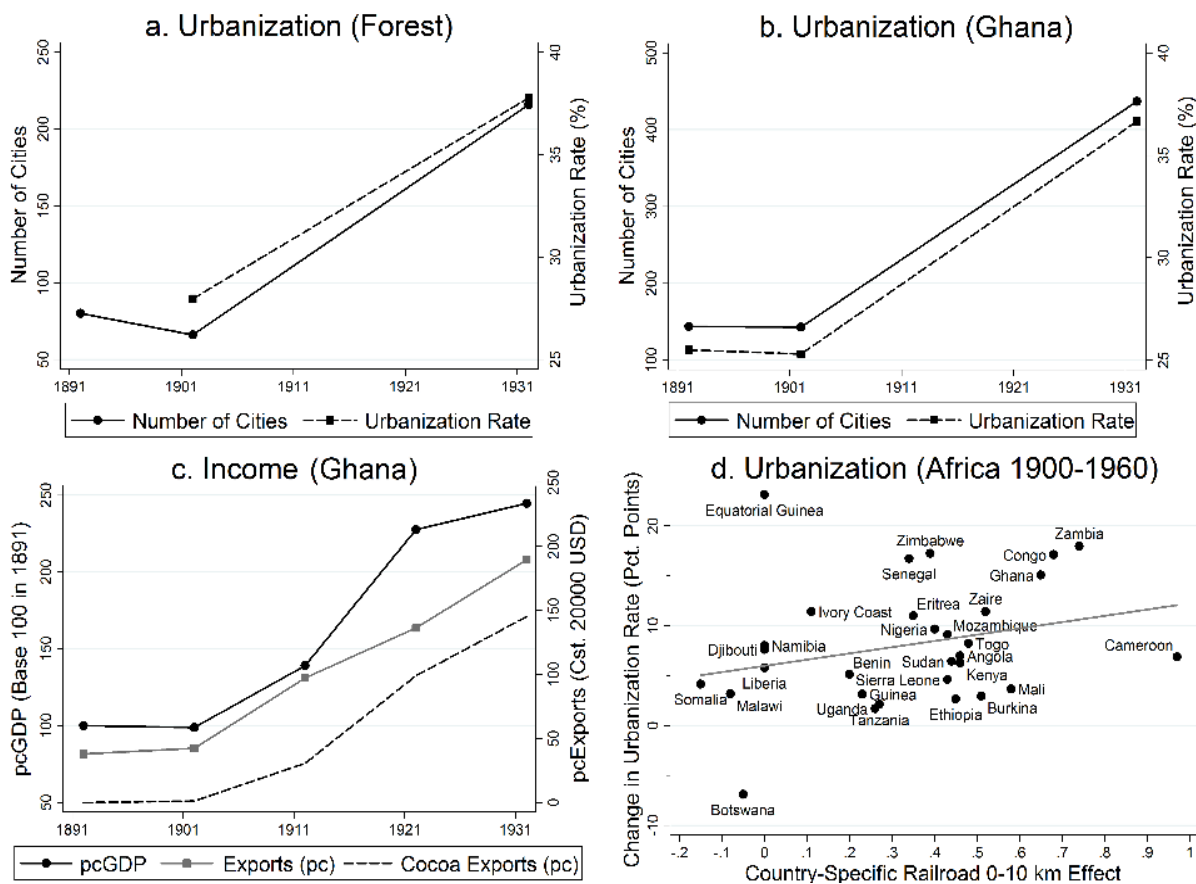 a. Urbanization (Forest)
Number of Cities
250
200
150
100
50
Urbanization Rate (%)
40
35
30
25
1891 1901 1911 1921 1931
Number of Cities Urbanization Rate
b. Urbanization (Ghana)
Number of Cities
500
400
300
200
100
Urbanization Rate (%)
40
35
30
25
1891 1901 1911 1921 1931
Number of Cities Urbanization Rate
c. Income (Ghana)
pcGDP (Base 100 in 1891)
250
200
150
100
50
pcExports (Cst. 20000 USD)
250
200
150
100
50
0
1891 1901 1911 1921 1931
pcGDP Exports (pc) Cocoa Exports (pc)
d. Urbanization (Africa 1900-1960)
Change in Urbanization Rate (Pct. Points)
20
10
0
-10
Equatorial Guinea
Zimbabwe
Zambia
Congo
Senegal
Ghana
Ivory Coast
Eritrea
Zaire
Nigeria
Mozambique
Namibia
Togo
Djibouti
Angola
Cameroon
Benin
Sudan
Kenya
Liberia
Sierra Leone
Somalia
Guinea
Mali
Malawi
Uganda
Burkina
Tanzania
Ethiopia
Botswana
-.2 -.1 0 .1 .2 .3 .4 .5 .6 .7 .8 .9 1
Country-Specific Railroad 0-10 km Effect